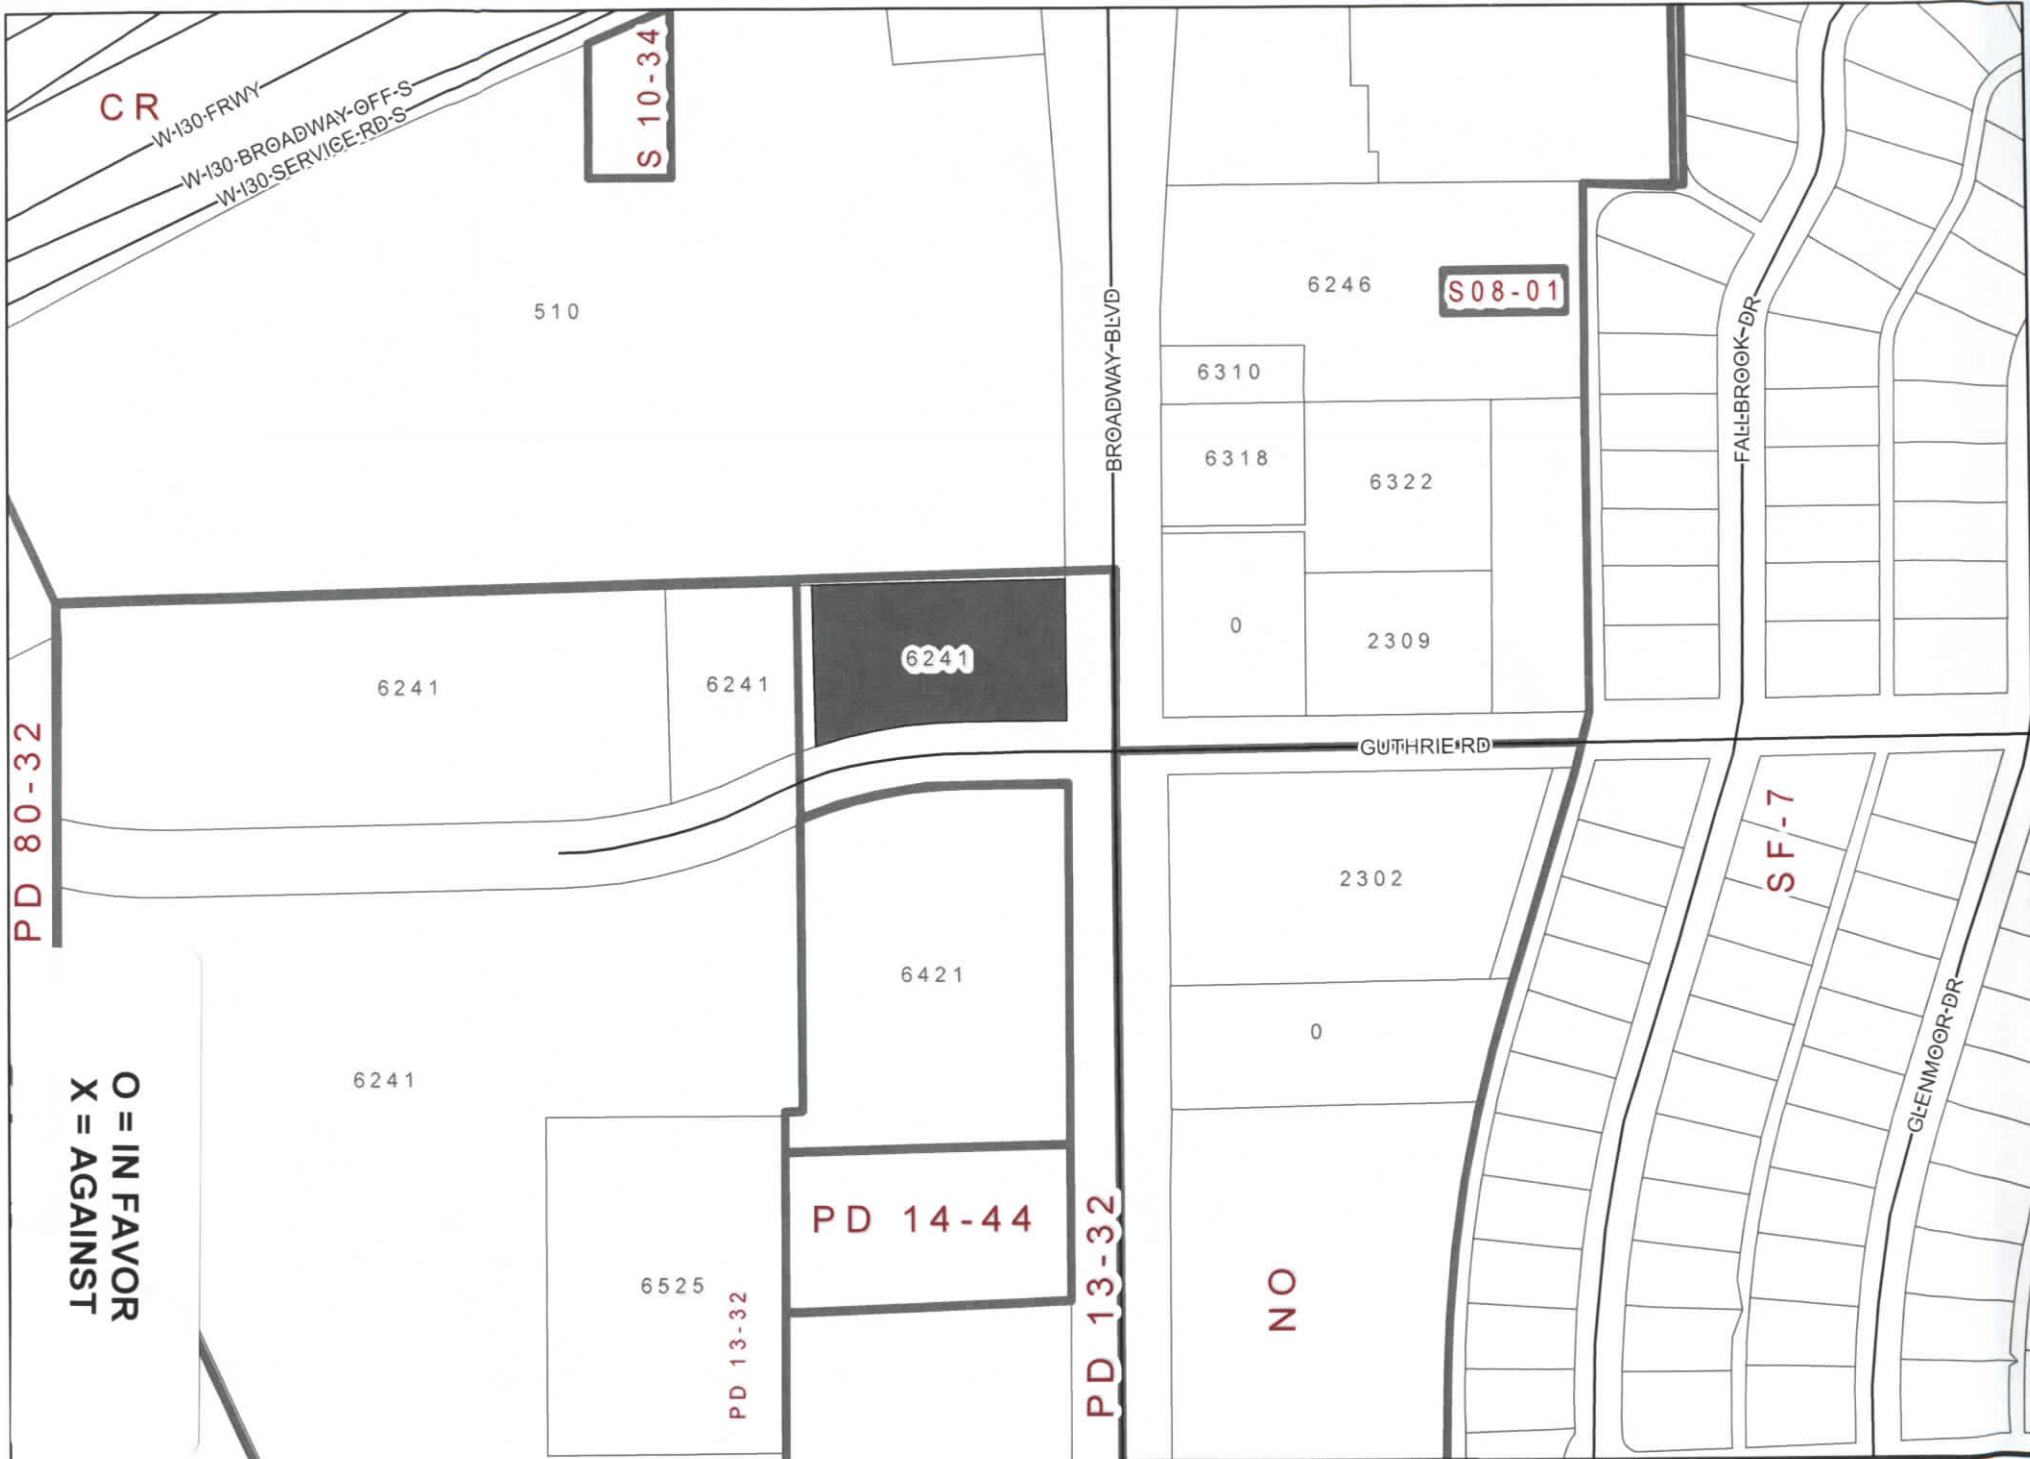 CR
W-I30-FRWY
W-I30-BROADWAY-OFF-S
W-I30-SERVICE-RD-S
S 10-34
510
BROADWAY-BLVD
6246
S08-01
6310
6318
6322
0
2309
FALLBROOK-DR
6241
6241
6241
GUTHRIE-RD
PD 80-32
2302
SF-7
6421
0
GLENMOOR-DR
6241
O = IN FAVOR
X = AGAINST
PD 14-44
6525
PD 13-32
PD 13-32
NO